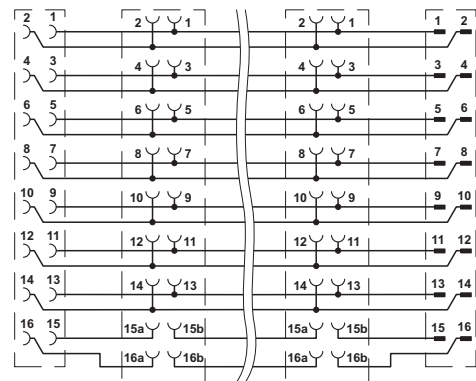 2 1 2 1 2 1 1 2
4 3 4 3 4 3 3 4
6 5 6 5 6 5 5 6
8 7 8 7 8 7 7 8
10 9 10 9 10 9 9 10
12 11 12 11 12 11 11 12
14 13 14 13 14 13 13 14
16 15 15a 15b 15a 15b 15 16
16a 16b 16a 16b